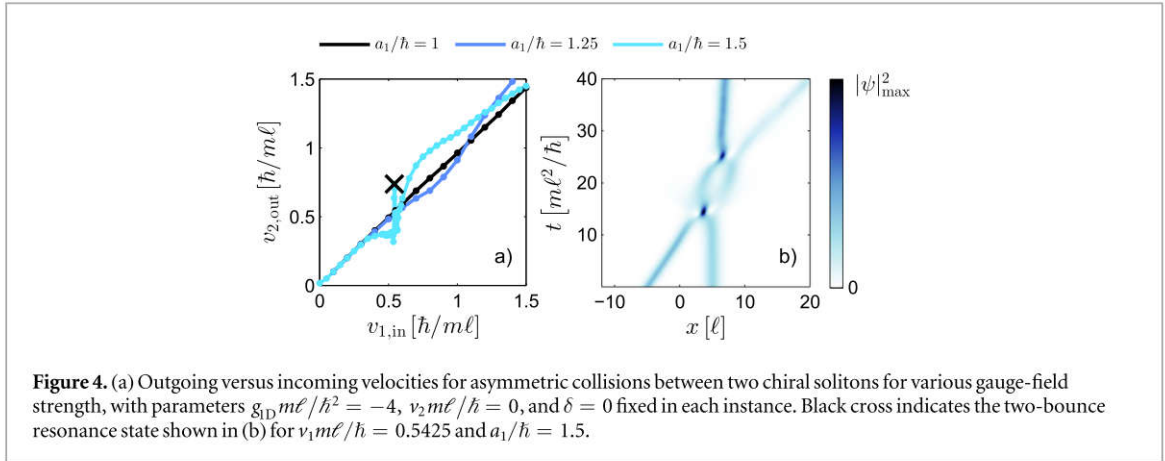 a₁/ħ = 1 a₁/ħ = 1.25 a₁/ħ = 1.5
1.5
1
0.5
0
v₂,out [ħ/mℓ]
a)
0 0.5 1 1.5
v₁,in [ħ/mℓ]
40
30
20
10
t [mℓ²/ħ]
b)
−10 0 10 20
x [ℓ]
|ψ|²max
0
Figure 4. (a) Outgoing versus incoming velocities for asymmetric collisions between two chiral solitons for various gauge-field
strength, with parameters g₁D mℓ/ħ² = −4, v₂mℓ/ħ = 0, and δ = 0 fixed in each instance. Black cross indicates the two-bounce
resonance state shown in (b) for v₁mℓ/ħ = 0.5425 and a₁/ħ = 1.5.